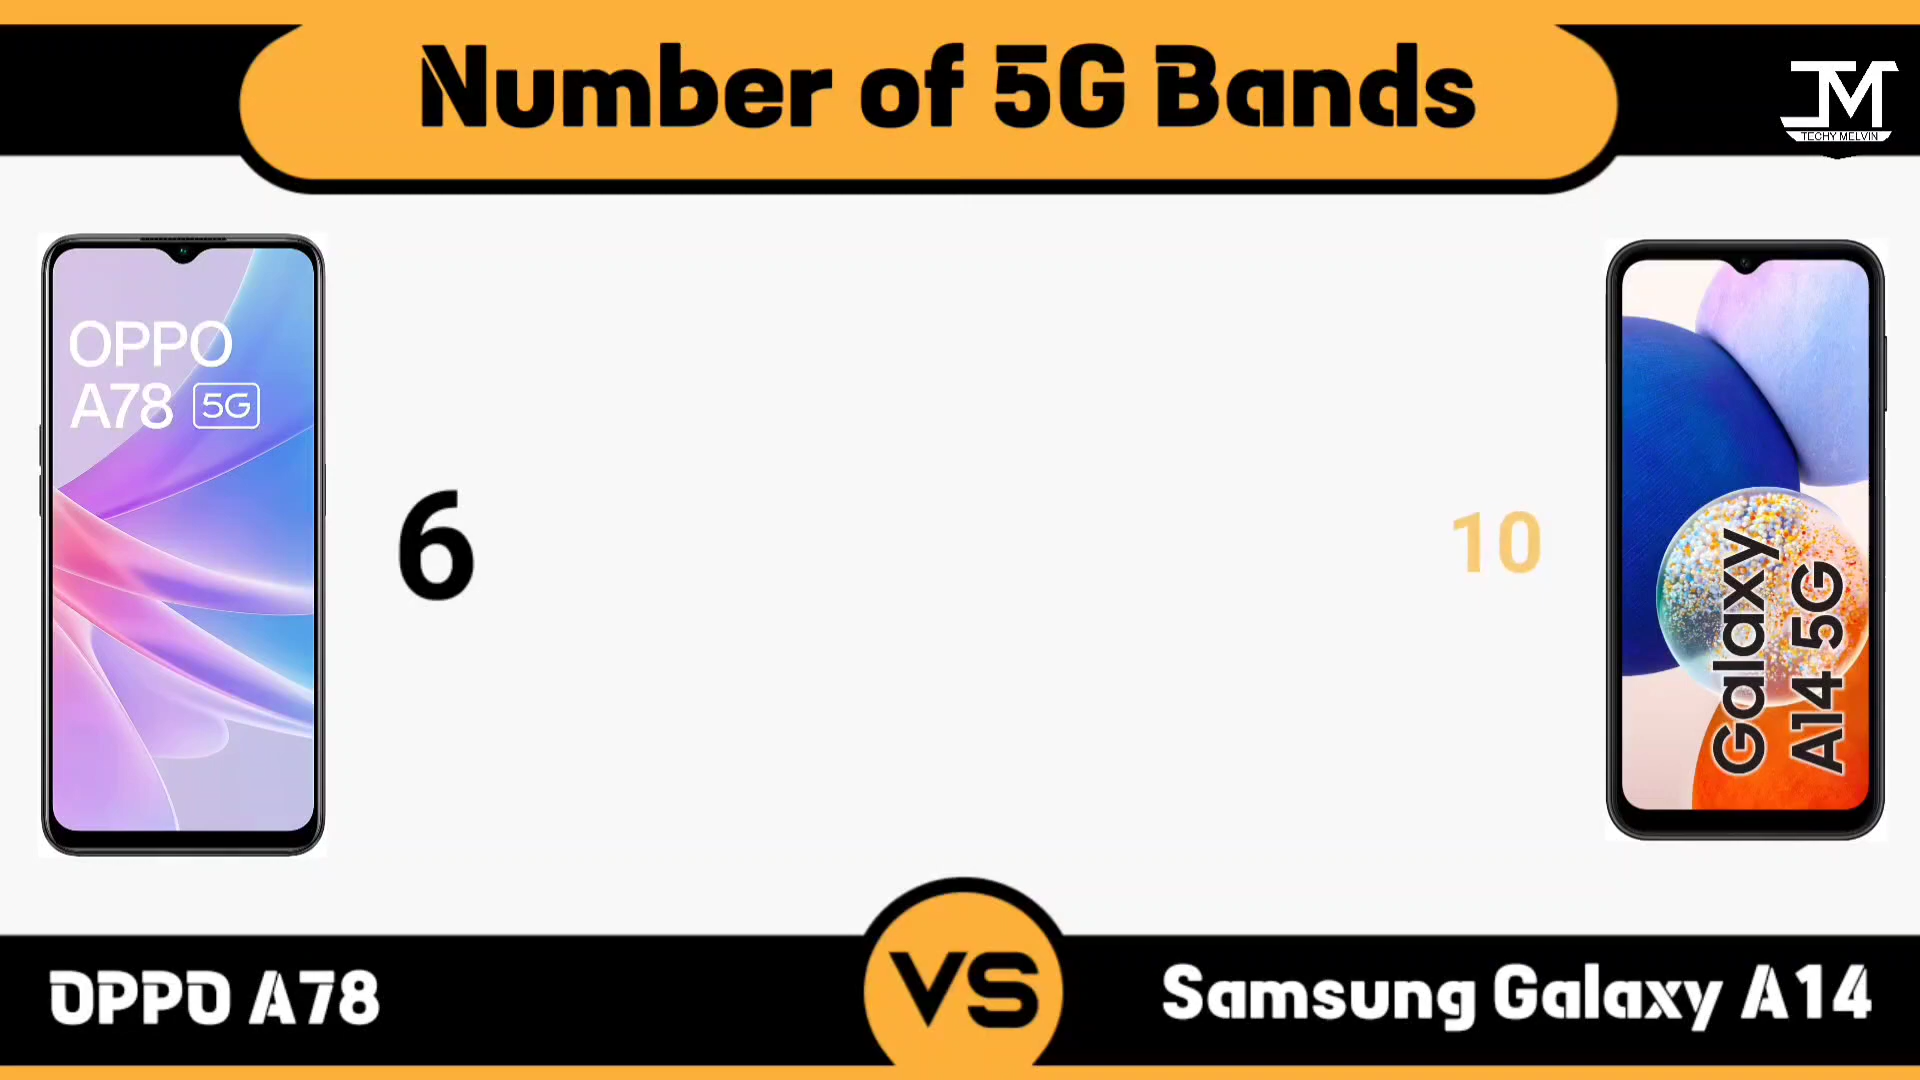 Number of 5G Bands
JM
TECHY MELVIN
OPPO
A78 5G
6
10
Galaxy
A14 5G
OPPO A78
VS
Samsung Galaxy A14